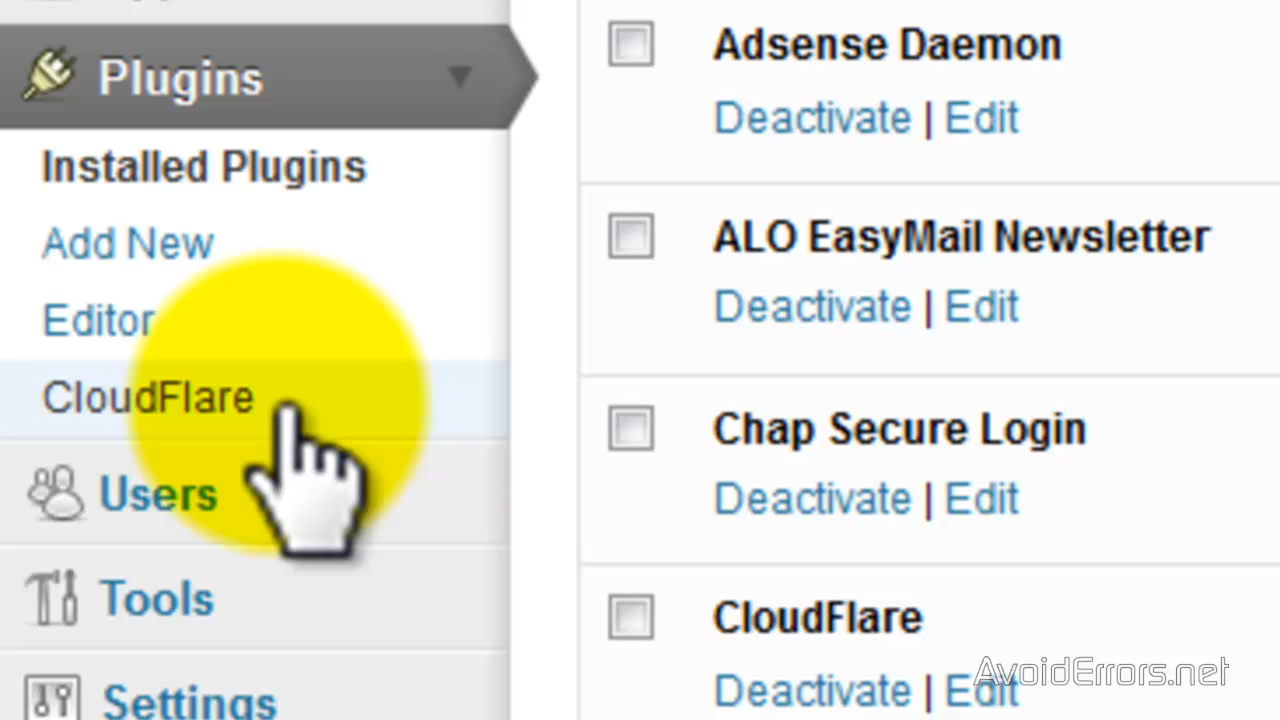 Plugins
Installed Plugins
Add New
Editor
CloudFlare
Users
Tools
Settings
Adsense Daemon
Deactivate | Edit
ALO EasyMail Newsletter
Deactivate | Edit
Chap Secure Login
Deactivate | Edit
CloudFlare
Deactivate | Edit
AvoidErrors.net